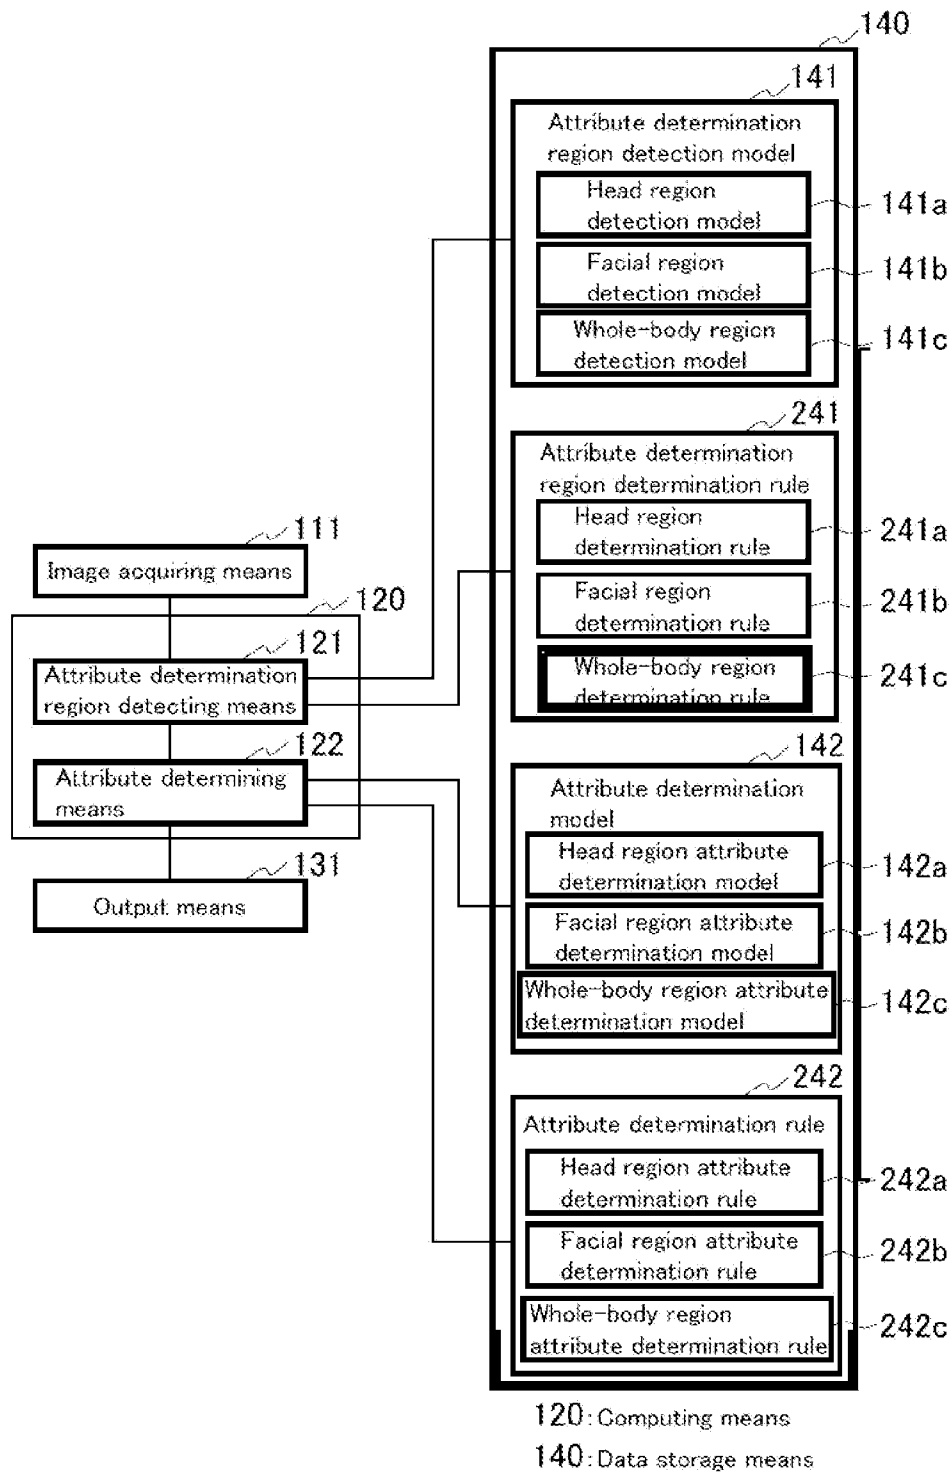 140
141
Attribute determination
region detection model
Head region
detection model
141a
Facial region
detection model
141b
Whole-body region
detection model
141c
241
Attribute determination
region determination rule
Head region
determination rule
241a
Facial region
determination rule
241b
Whole-body region
determination rule
241c
111
Image acquiring means
120
121
Attribute determination
region detecting means
122
Attribute determining
means
131
Output means
142
Attribute determination
model
Head region attribute
determination model
142a
Facial region attribute
determination model
142b
Whole-body region attribute
determination model
142c
242
Attribute determination rule
Head region attribute
determination rule
242a
Facial region attribute
determination rule
242b
Whole-body region
attribute determination rule
242c
120: Computing means
140: Data storage means